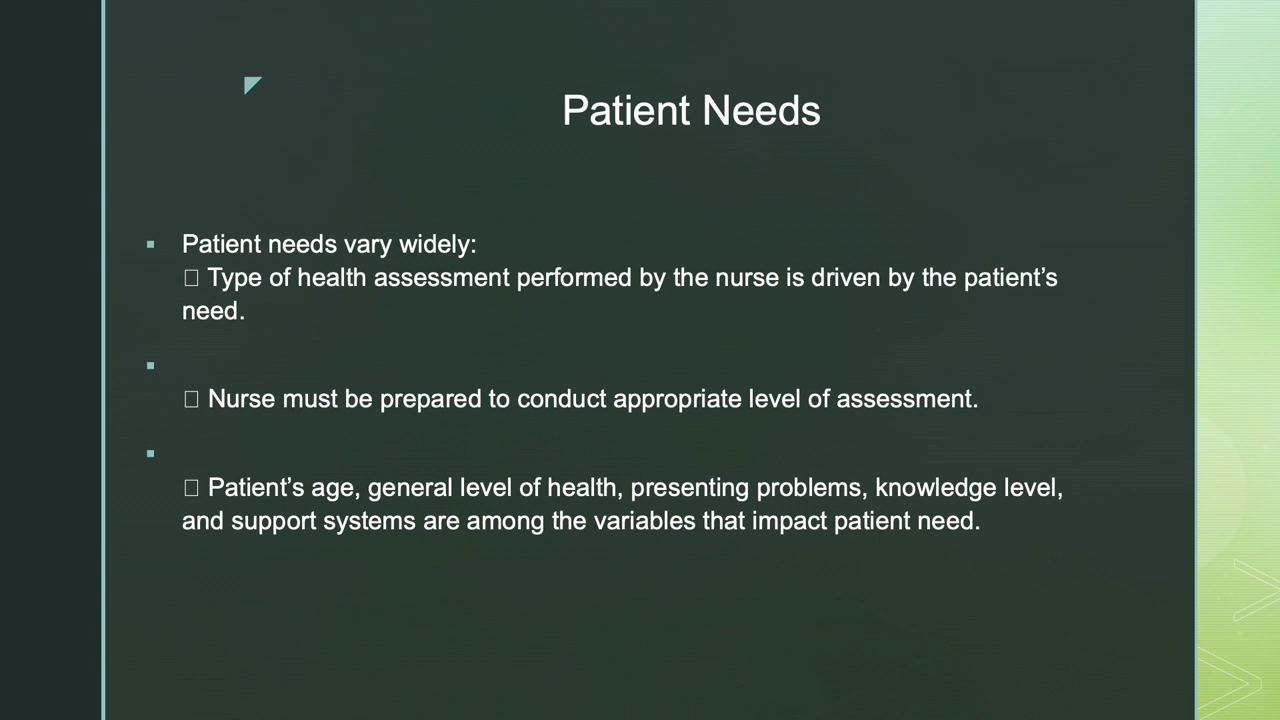 Patient Needs
▪ Patient needs vary widely:
□ Type of health assessment performed by the nurse is driven by the patient’s
need.
▪
□ Nurse must be prepared to conduct appropriate level of assessment.
▪
□ Patient’s age, general level of health, presenting problems, knowledge level,
and support systems are among the variables that impact patient need.